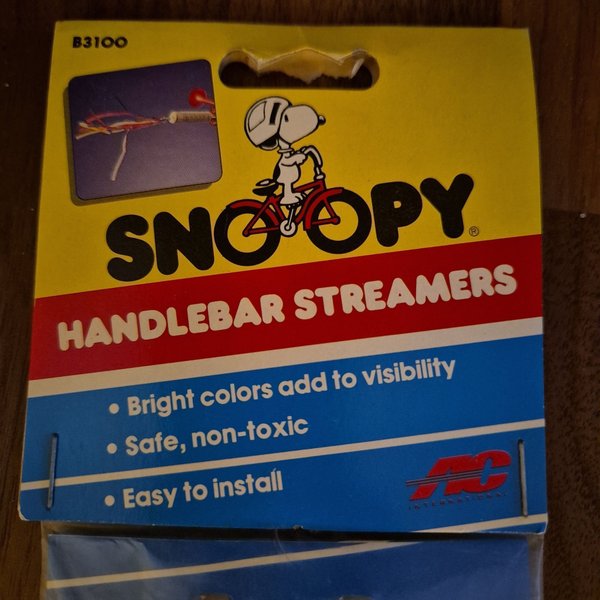 B3100
SNOOPY®
HANDLEBAR STREAMERS
• Bright colors add to visibility
• Safe, non-toxic
• Easy to install
AC
INTERNATIONAL